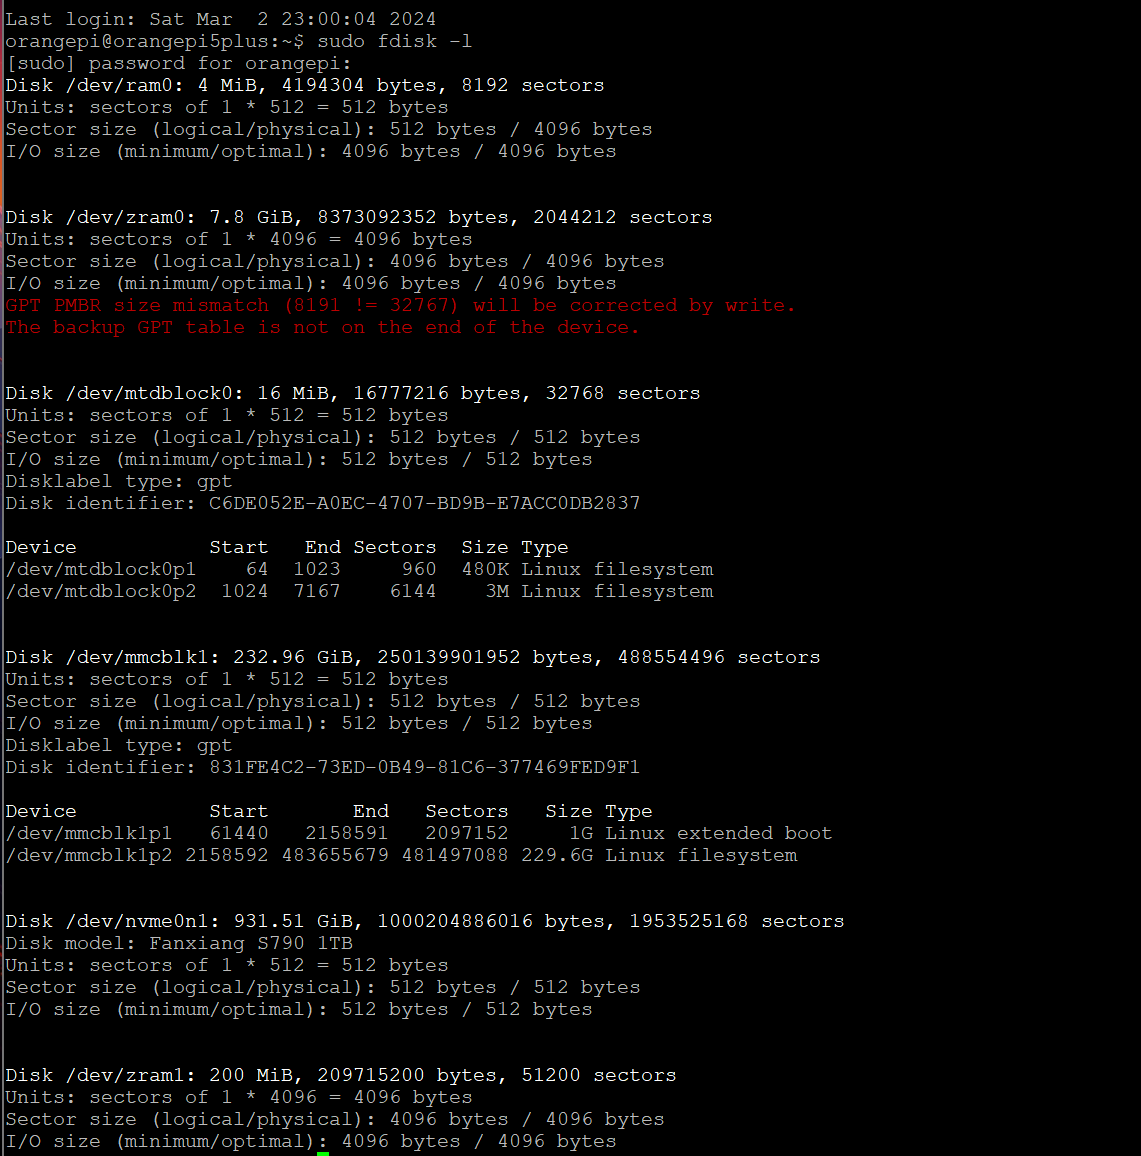 Last login: Sat Mar  2 23:00:04 2024
orangepi@orangepi5plus:~$ sudo fdisk -l
[sudo] password for orangepi:
Disk /dev/ram0: 4 MiB, 4194304 bytes, 8192 sectors
Units: sectors of 1 * 512 = 512 bytes
Sector size (logical/physical): 512 bytes / 4096 bytes
I/O size (minimum/optimal): 4096 bytes / 4096 bytes
Disk /dev/zram0: 7.8 GiB, 8373092352 bytes, 2044212 sectors
Units: sectors of 1 * 4096 = 4096 bytes
Sector size (logical/physical): 4096 bytes / 4096 bytes
I/O size (minimum/optimal): 4096 bytes / 4096 bytes
GPT PMBR size mismatch (8191 != 32767) will be corrected by write.
The backup GPT table is not on the end of the device.
Disk /dev/mtdblock0: 16 MiB, 16777216 bytes, 32768 sectors
Units: sectors of 1 * 512 = 512 bytes
Sector size (logical/physical): 512 bytes / 512 bytes
I/O size (minimum/optimal): 512 bytes / 512 bytes
Disklabel type: gpt
Disk identifier: C6DE052E-A0EC-4707-BD9B-E7ACC0DB2837
Device           Start   End Sectors  Size Type
/dev/mtdblock0p1    64  1023     960  480K Linux filesystem
/dev/mtdblock0p2  1024  7167    6144    3M Linux filesystem
Disk /dev/mmcblk1: 232.96 GiB, 250139901952 bytes, 488554496 sectors
Units: sectors of 1 * 512 = 512 bytes
Sector size (logical/physical): 512 bytes / 512 bytes
I/O size (minimum/optimal): 512 bytes / 512 bytes
Disklabel type: gpt
Disk identifier: 831FE4C2-73ED-0B49-81C6-377469FED9F1
Device           Start       End   Sectors   Size Type
/dev/mmcblk1p1   61440   2158591   2097152     1G Linux extended boot
/dev/mmcblk1p2 2158592 483655679 481497088 229.6G Linux filesystem
Disk /dev/nvme0n1: 931.51 GiB, 1000204886016 bytes, 1953525168 sectors
Disk model: Fanxiang S790 1TB
Units: sectors of 1 * 512 = 512 bytes
Sector size (logical/physical): 512 bytes / 512 bytes
I/O size (minimum/optimal): 512 bytes / 512 bytes
Disk /dev/zram1: 200 MiB, 209715200 bytes, 51200 sectors
Units: sectors of 1 * 4096 = 4096 bytes
Sector size (logical/physical): 4096 bytes / 4096 bytes
I/O size (minimum/optimal): 4096 bytes / 4096 bytes